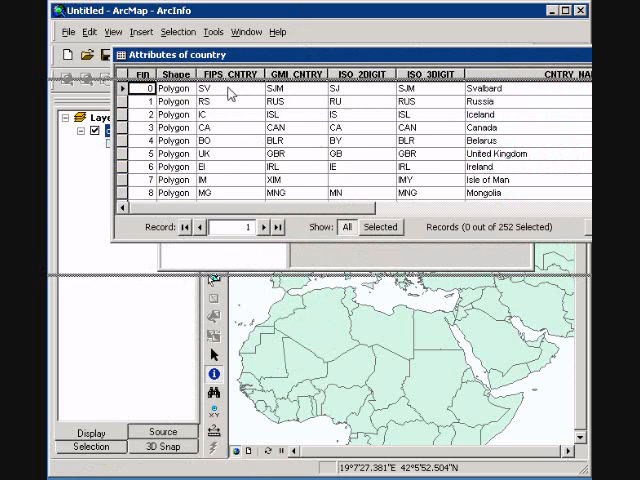 Untitled - ArcMap - ArcInfo
File Edit View Insert Selection Tools Window Help
Attributes of country
FID Shape FIPS_CNTRY GMI_CNTRY ISO_2DIGIT ISO_3DIGIT CNTRY_NA
0 Polygon SV SJM SJ SJM Svalbard
1 Polygon RS RUS RU RUS Russia
2 Polygon IC ISL IS ISL Iceland
3 Polygon CA CAN CA CAN Canada
4 Polygon BO BLR BY BLR Belarus
5 Polygon UK GBR GB GBR United Kingdom
6 Polygon EI IRL IE IRL Ireland
7 Polygon IM XIM IMY Isle of Man
8 Polygon MG MNG MN MNG Mongolia
Laye
Record: 1 Show: All Selected Records (0 out of 252 Selected)
XY
Display Source
Selection 3D Snap
19°7'27.381"E 42°5'52.504"N